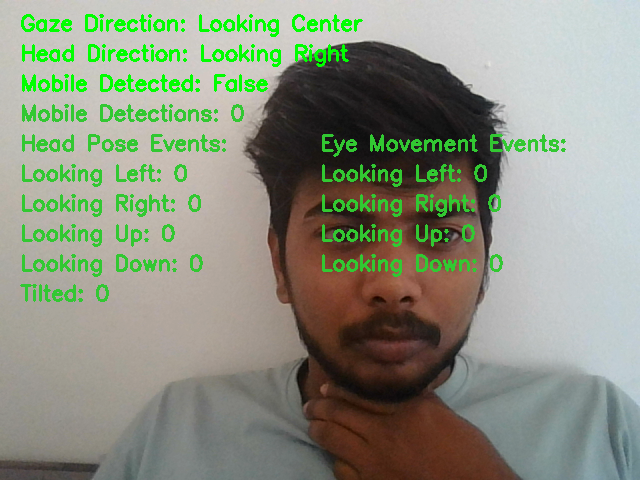 Gaze Direction: Looking Center
Head Direction: Looking Right
Mobile Detected: False
Mobile Detections: 0
Head Pose Events:
Looking Left: 0
Looking Right: 0
Looking Up: 0
Looking Down: 0
Tilted: 0
Eye Movement Events:
Looking Left: 0
Looking Right: 0
Looking Up: 0
Looking Down: 0